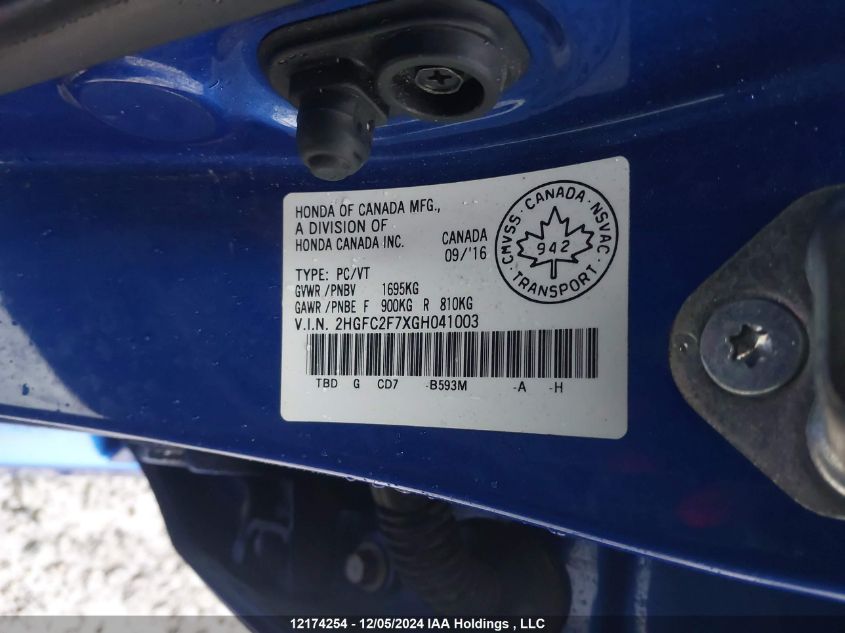 HONDA OF CANADA MFG.,
A DIVISION OF
HONDA CANADA INC.
CANADA
09/'16
CMVSS · CANADA · NSVAC
942
TRANSPORT
TYPE: PC/VT
GVWR /PNBV 1695KG
GAWR /PNBE F 900KG R 810KG
V.I.N. 2HGFC2F7XGH041003
TBD G CD7 -B593M -A -H
12174254 - 12/05/2024 IAA Holdings , LLC